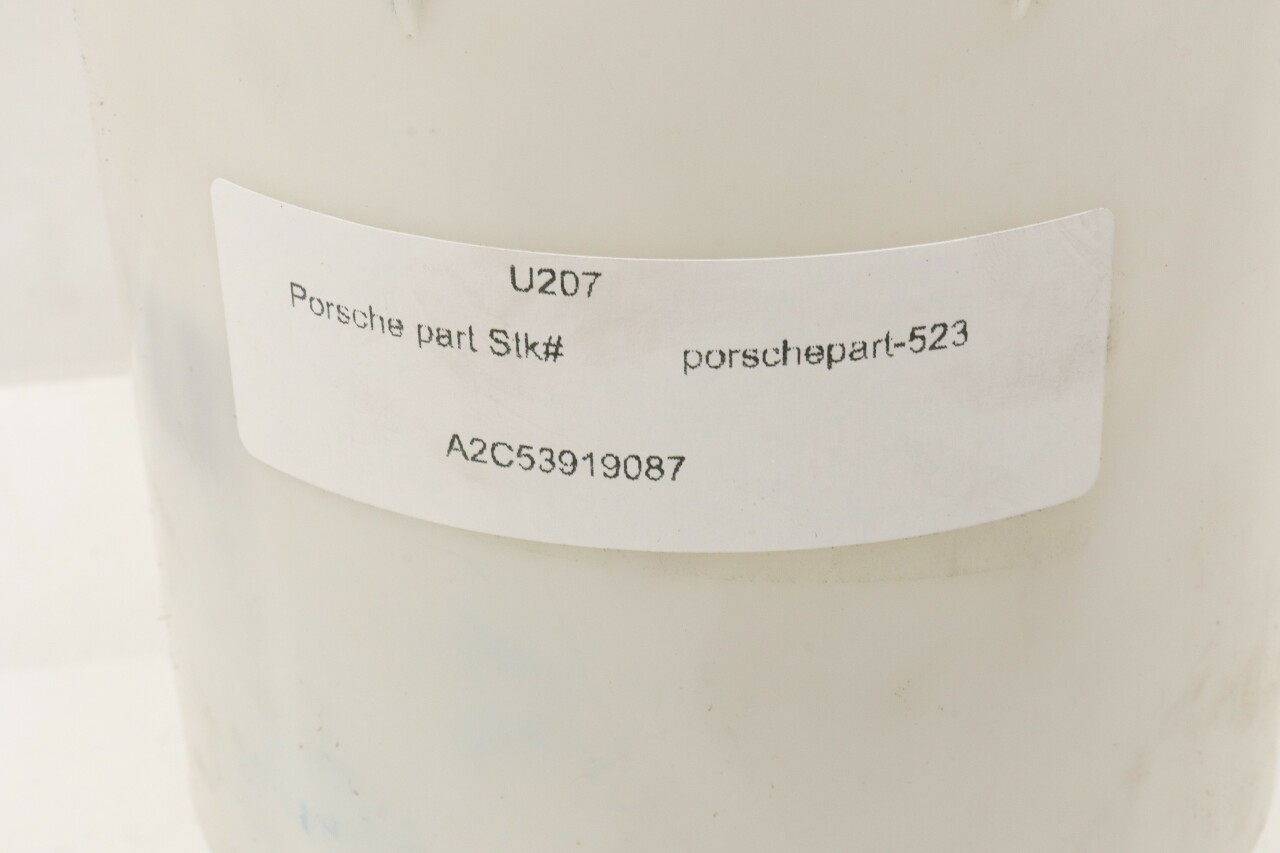 U207
Porsche part Stk# porschepart-523
A2C53919087